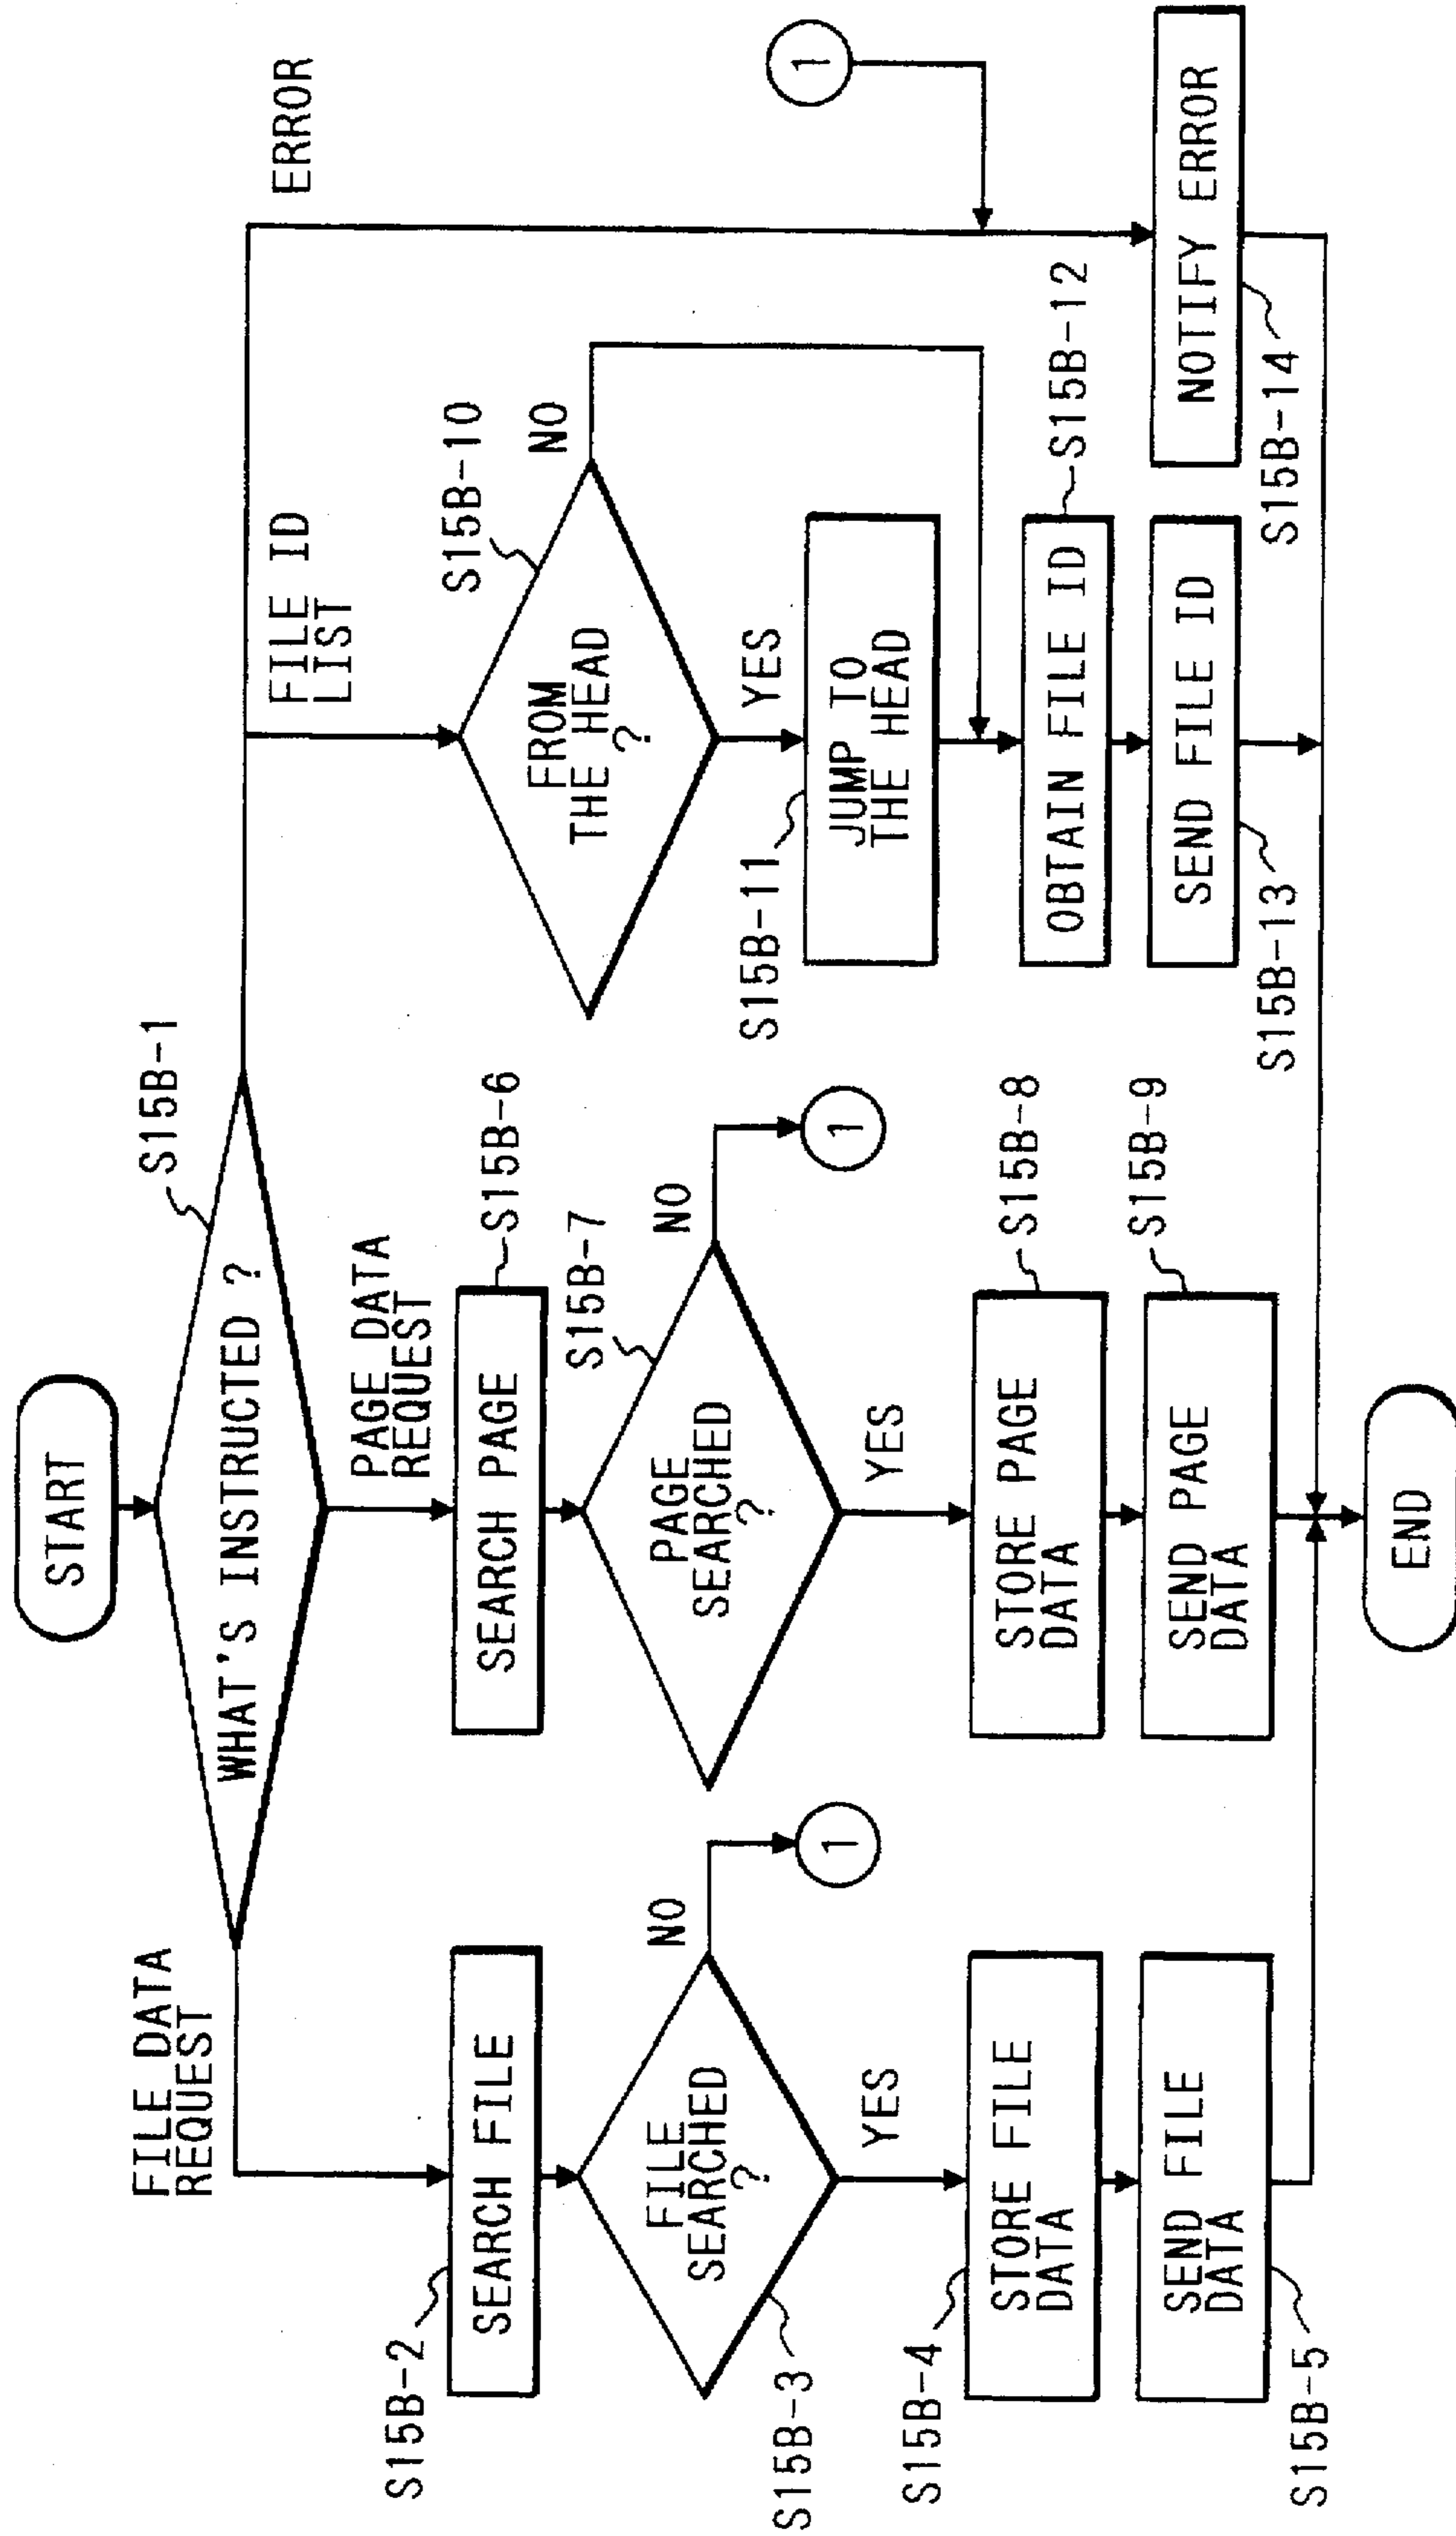 START
WHAT'S INSTRUCTED ?
S15B-1
FILE DATA
REQUEST
S15B-2
SEARCH FILE
FILE
SEARCHED
?
S15B-3
NO
1
YES
S15B-4
STORE FILE
DATA
SEND FILE
DATA
S15B-5
PAGE DATA
REQUEST
SEARCH PAGE
S15B-6
S15B-7
PAGE
SEARCHED
?
NO
1
YES
STORE PAGE
DATA
S15B-8
SEND PAGE
DATA
S15B-9
FILE ID
LIST
S15B-10
FROM
THE HEAD
?
NO
YES
S15B-11
JUMP TO
THE HEAD
OBTAIN FILE ID
S15B-12
SEND FILE ID
S15B-13
ERROR
1
NOTIFY ERROR
S15B-14
END